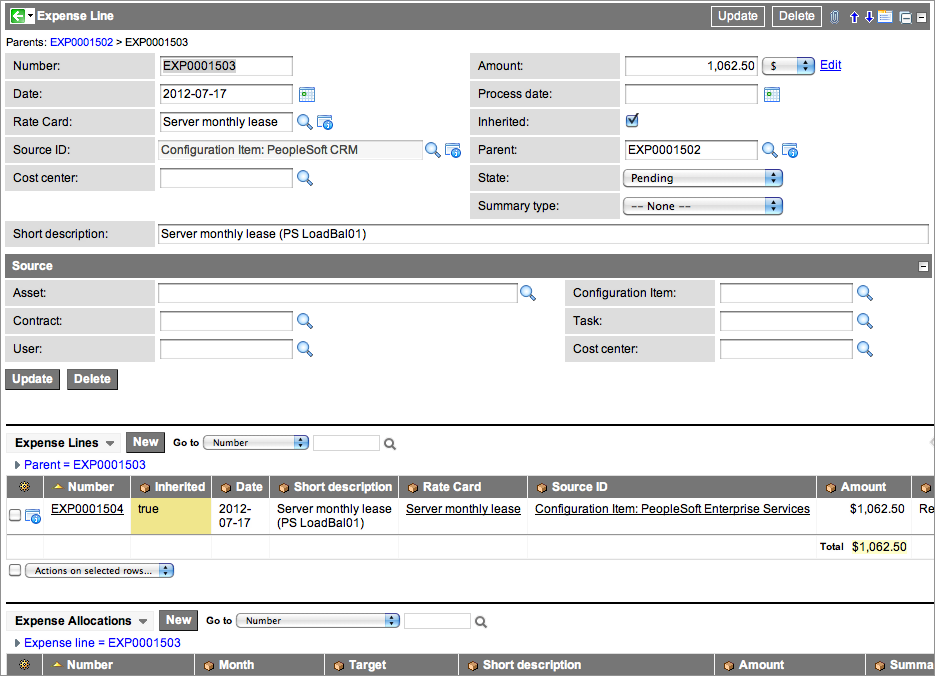 Expense Line Update Delete
Parents: EXP0001502 > EXP0001503
Number: EXP0001503 Amount: 1,062.50 $ Edit
Date: 2012-07-17 Process date:
Rate Card: Server monthly lease Inherited:
Source ID: Configuration Item: PeopleSoft CRM Parent: EXP0001502
Cost center: State: Pending
Summary type: -- None --
Short description: Server monthly lease (PS LoadBal01)
Source
Asset: Configuration Item:
Contract: Task:
User: Cost center:
Update Delete
Expense Lines New Go to Number
Parent = EXP0001503
Number Inherited Date Short description Rate Card Source ID Amount
EXP0001504 true 2012- Server monthly lease Server monthly lease Configuration Item: PeopleSoft Enterprise Services $1,062.50 Re
07-17 (PS LoadBal01)
Total $1,062.50
Actions on selected rows...
Expense Allocations New Go to Number
Expense line = EXP0001503
Number Month Target Short description Amount Summa